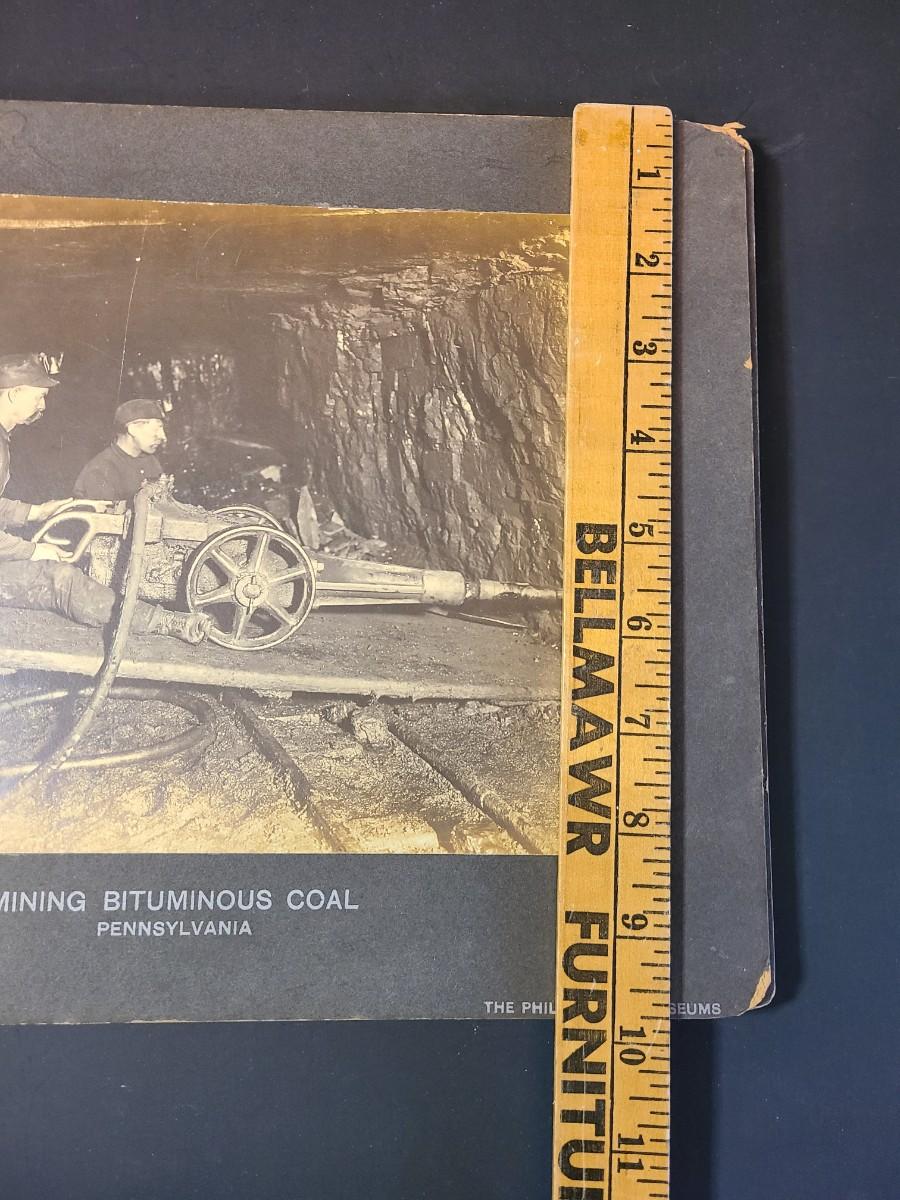 MINING BITUMINOUS COAL
PENNSYLVANIA
THE PHIL SEUMS
1
2
3
4
5
6
7
8
9
10
11
BELLMAWR FURNITU